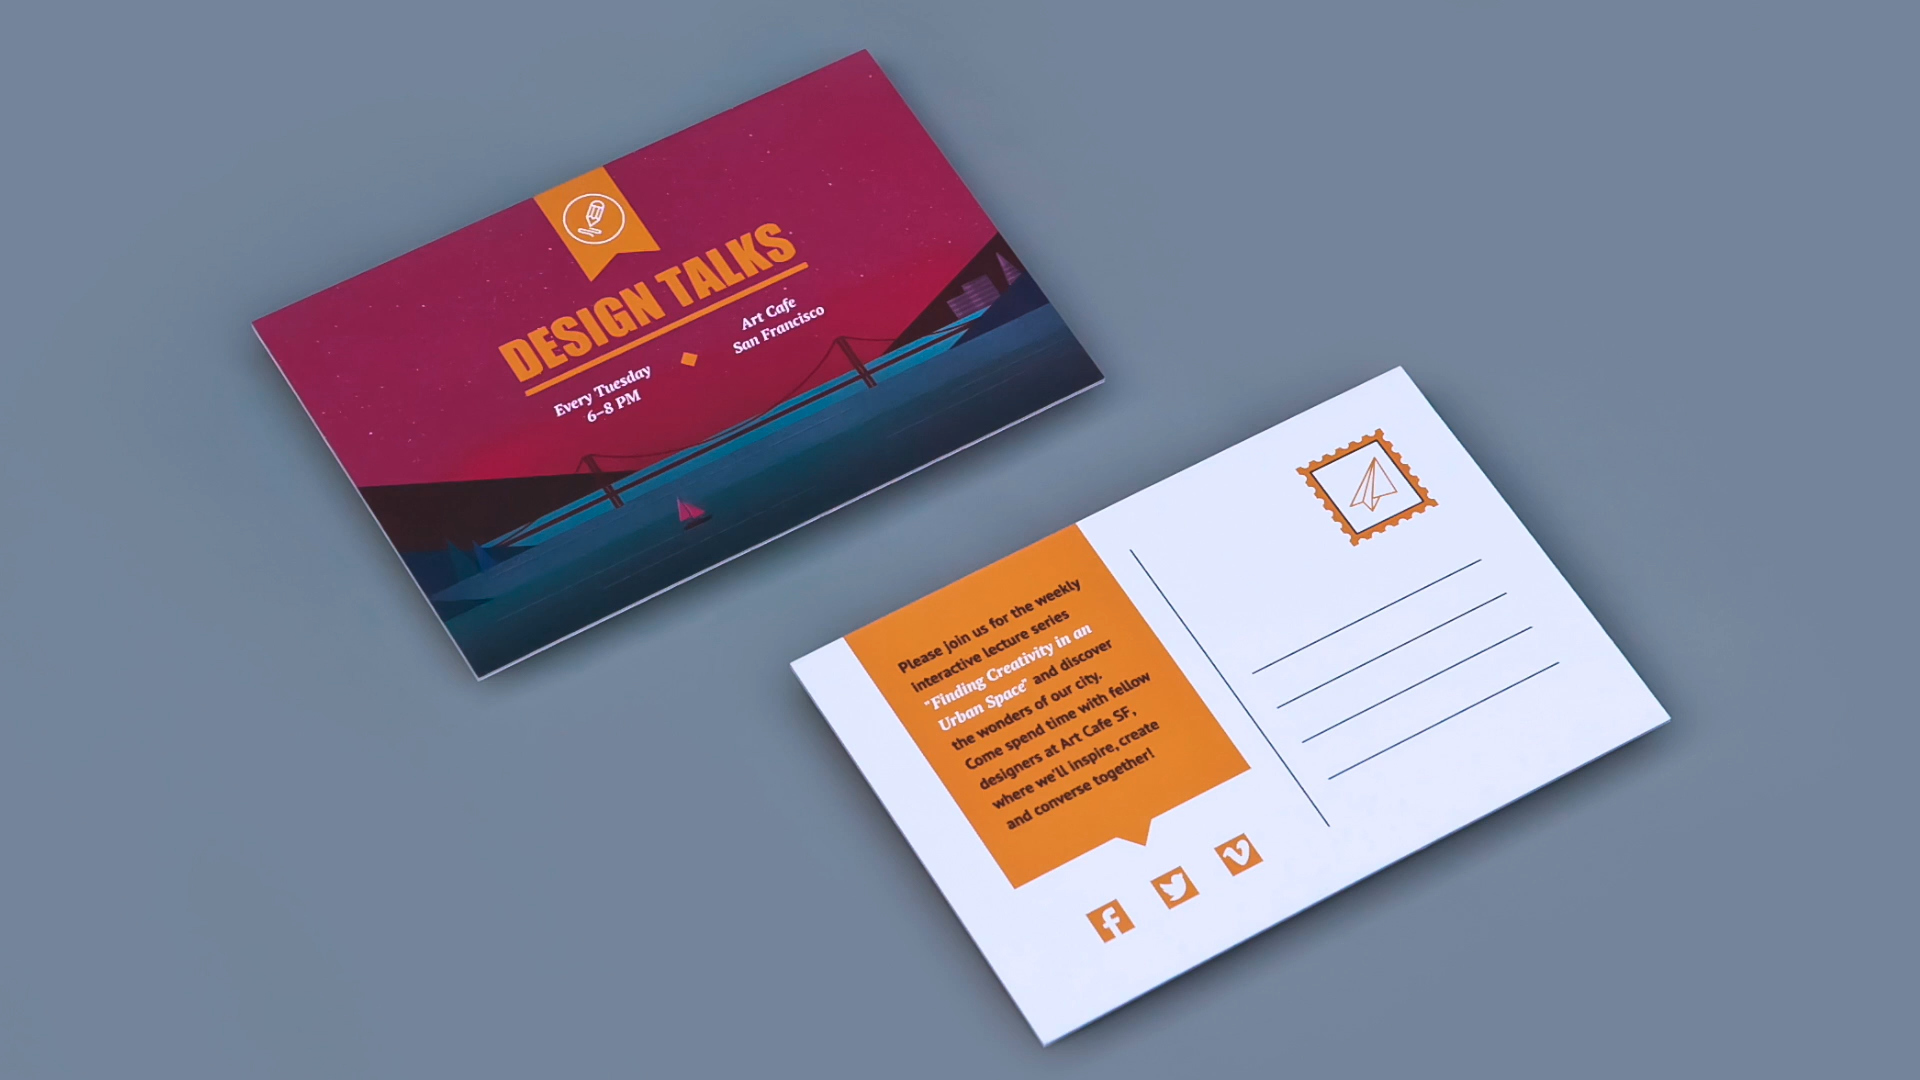 DESIGN TALKS
Every Tuesday
6–8 PM
Art Cafe
San Francisco
Please join us for the weekly
interactive lecture series
"Finding Creativity in an
Urban Space" and discover
the wonders of our city.
Come spend time with fellow
designers at Art Cafe SF,
where we'll inspire, create
and converse together!